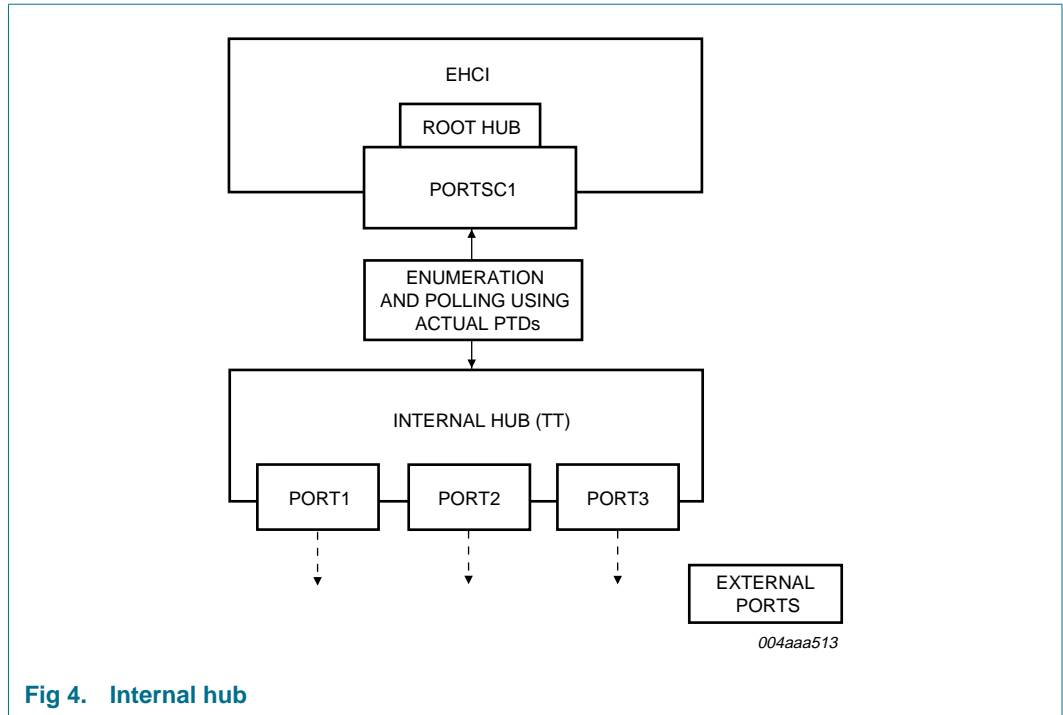 EHCI
ROOT HUB
PORTSC1
ENUMERATION
AND POLLING USING
ACTUAL PTDs
INTERNAL HUB (TT)
PORT1 PORT2 PORT3
EXTERNAL
PORTS
004aaa513
Fig 4. Internal hub